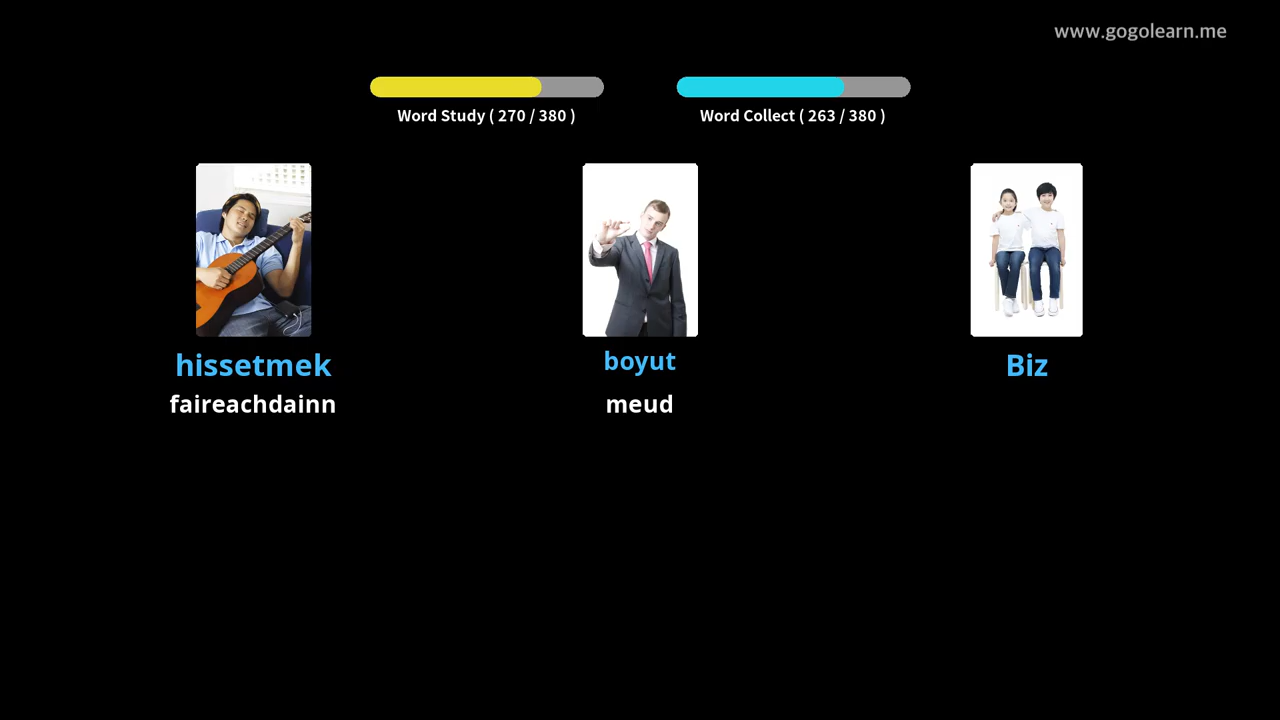 www.gogolearn.me
Word Study ( 270 / 380 )
Word Collect ( 263 / 380 )
hissetmek
faireachdainn
boyut
meud
Biz